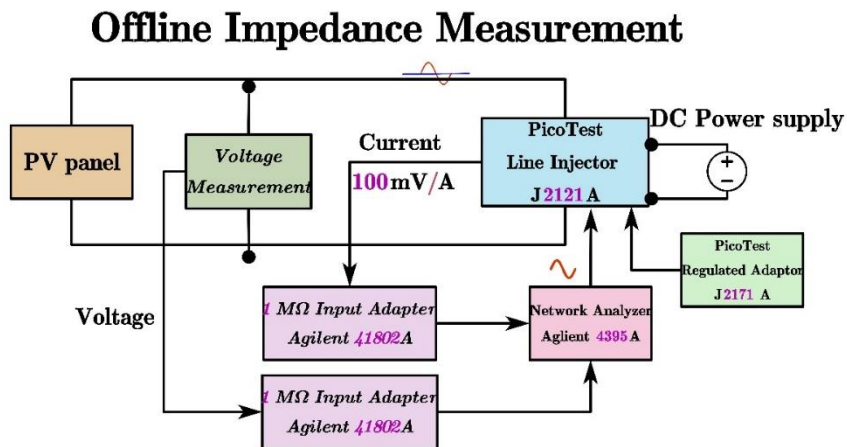 Offline Impedance Measurement
PV panel
Voltage
Measurement
Current
100mV/A
PicoTest
Line Injector
J2121A
DC Power supply
+
−
PicoTest
Regulated Adaptor
J2171 A
Voltage
1 MΩ Input Adapter
Agilent 41802A
Network Analyzer
Aglient 4395A
1 MΩ Input Adapter
Agilent 41802A